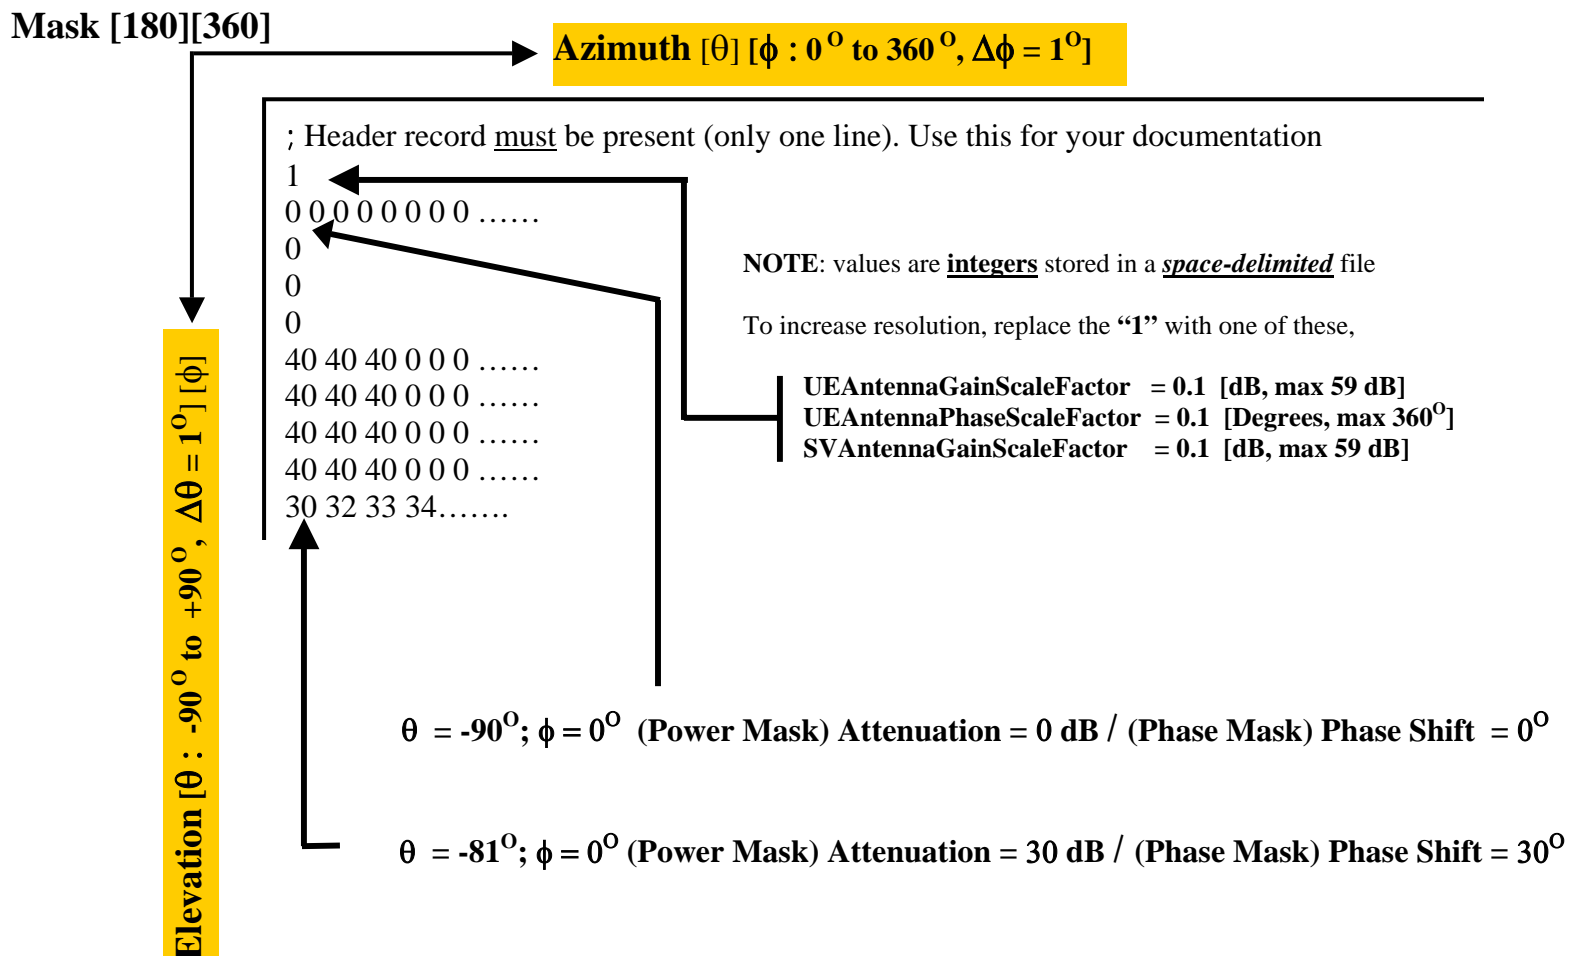 Mask [180][360]
Azimuth [θ] [ϕ : 0 O to 360 O, Δϕ = 1O]
; Header record must be present (only one line). Use this for your documentation
1
0 0 0 0 0 0 0 0 ……
0
0
0
40 40 40 0 0 0 ……
40 40 40 0 0 0 ……
40 40 40 0 0 0 ……
40 40 40 0 0 0 ……
30 32 33 34…….
NOTE: values are integers stored in a space-delimited file
To increase resolution, replace the “1” with one of these,
UEAntennaGainScaleFactor = 0.1 [dB, max 59 dB]
UEAntennaPhaseScaleFactor = 0.1 [Degrees, max 360O]
SVAntennaGainScaleFactor = 0.1 [dB, max 59 dB]
Elevation [θ : -90 O to +90 O, Δθ = 1O] [ϕ]
θ = -90O; ϕ = 0O (Power Mask) Attenuation = 0 dB / (Phase Mask) Phase Shift = 0O
θ = -81O; ϕ = 0O (Power Mask) Attenuation = 30 dB / (Phase Mask) Phase Shift = 30O